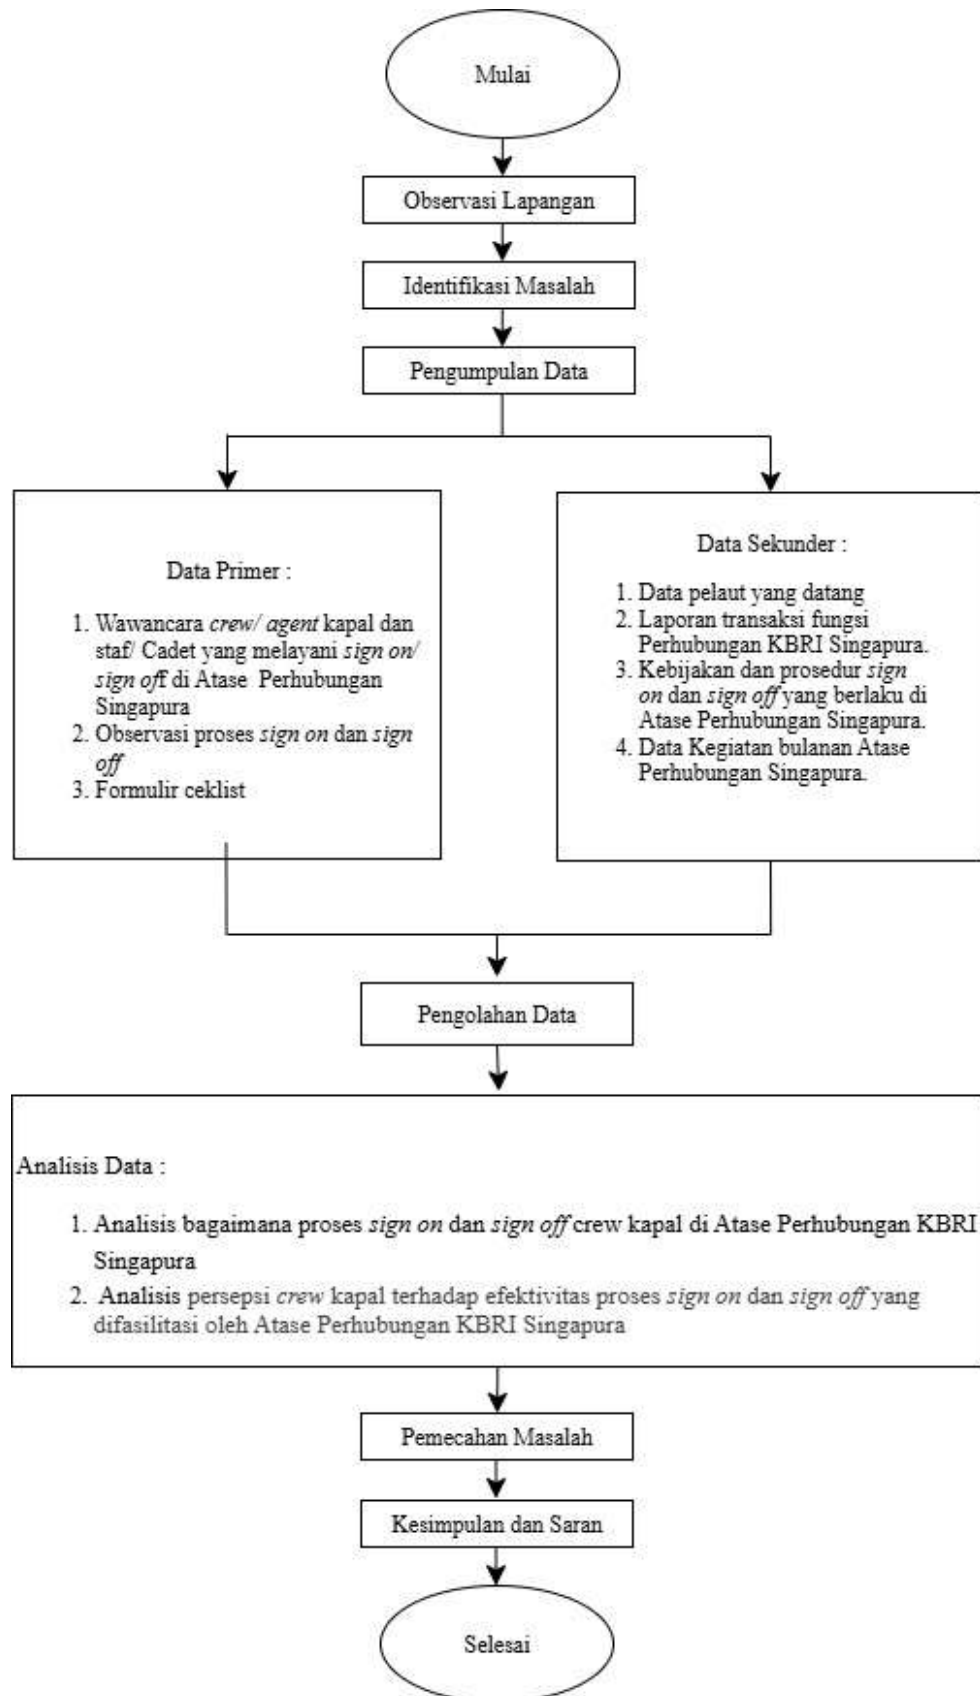 Mulai
Observasi Lapangan
Identifikasi Masalah
Pengumpulan Data
Data Primer :
1. Wawancara crew/ agent kapal dan
staf/ Cadet yang melayani sign on/
sign off di Atase Perhubungan
Singapura
2. Observasi proses sign on dan sign
off
3. Formulir ceklist
Data Sekunder :
1. Data pelaut yang datang
2. Laporan transaksi fungsi
Perhubungan KBRI Singapura.
3. Kebijakan dan prosedur sign
on dan sign off yang berlaku di
Atase Perhubungan Singapura.
4. Data Kegiatan bulanan Atase
Perhubungan Singapura.
Pengolahan Data
Analisis Data :
1. Analisis bagaimana proses sign on dan sign off crew kapal di Atase Perhubungan KBRI
Singapura
2. Analisis persepsi crew kapal terhadap efektivitas proses sign on dan sign off yang
difasilitasi oleh Atase Perhubungan KBRI Singapura
Pemecahan Masalah
Kesimpulan dan Saran
Selesai